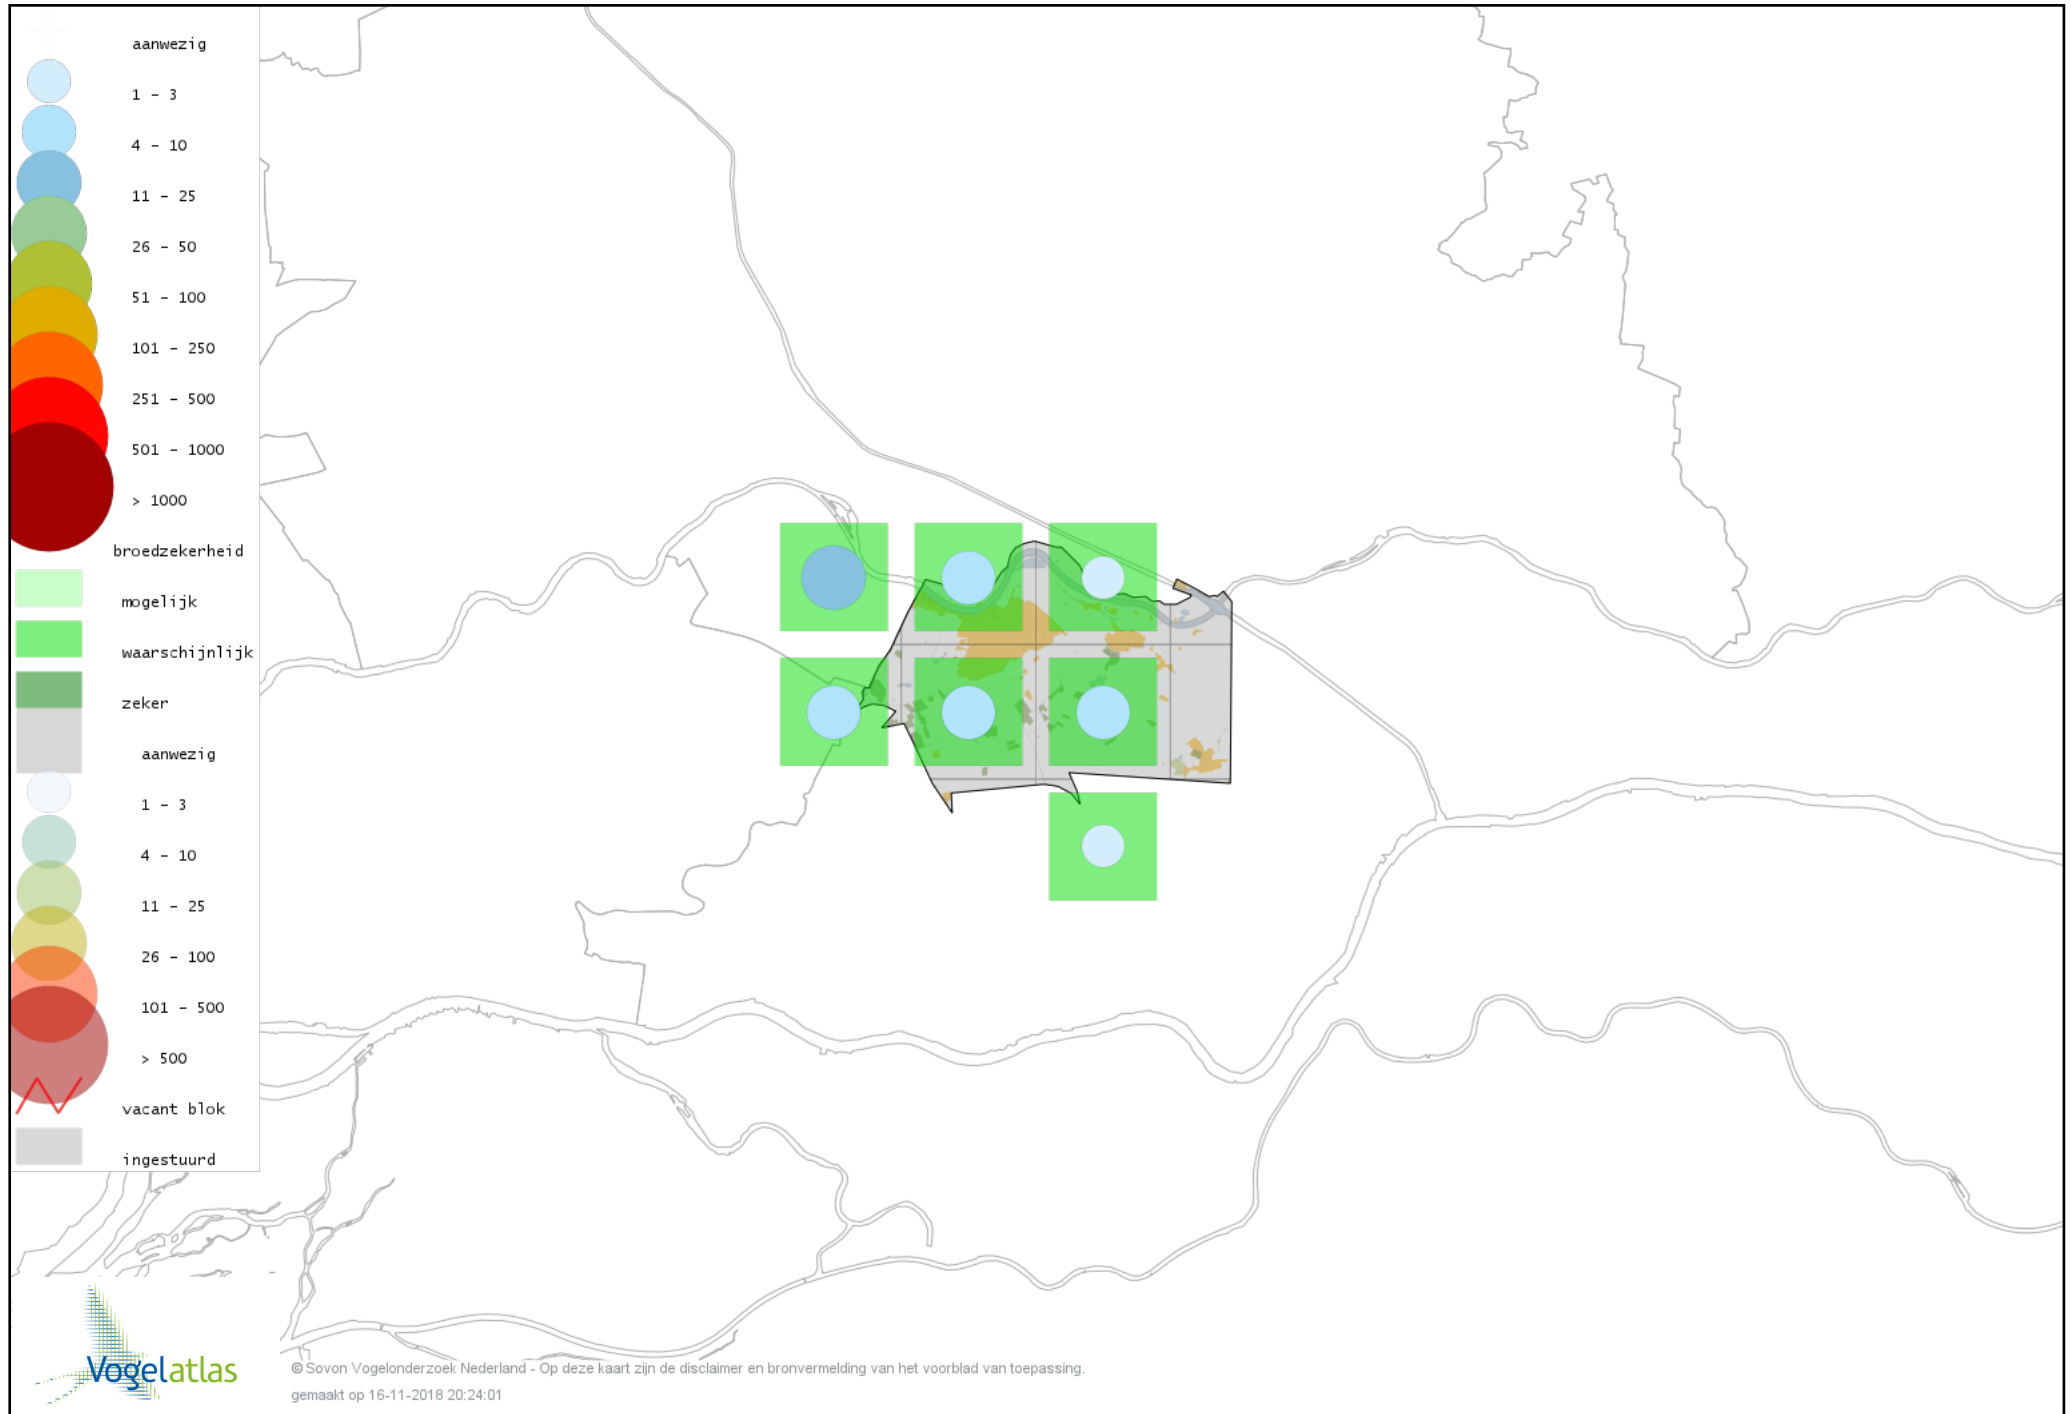 aanwezig
1 - 3
4 - 10
11 - 25
26 - 50
51 - 100
101 - 250
251 - 500
501 - 1000
> 1000
broedzekerheid
mogelijk
waarschijnlijk
zeker
aanwezig
1 - 3
4 - 10
11 - 25
26 - 100
101 - 500
> 500
vacant blok
ingestuurd
Vogelatlas
© Sovon Vogelonderzoek Nederland - Op deze kaart zijn de disclaimer en bronvermelding van het voorblad van toepassing.
gemaakt op 16-11-2018 20:24:01